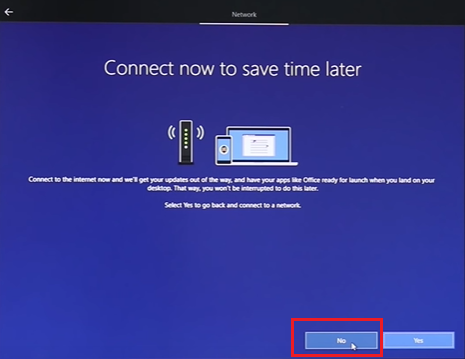 Network
Connect now to save time later
Connect to the internet now and we'll get your updates out of the way, and have your apps like Office ready for launch when you land on your
desktop. That way, you won't be interrupted to do this later.
Select Yes to go back and connect to a network.
No
Yes